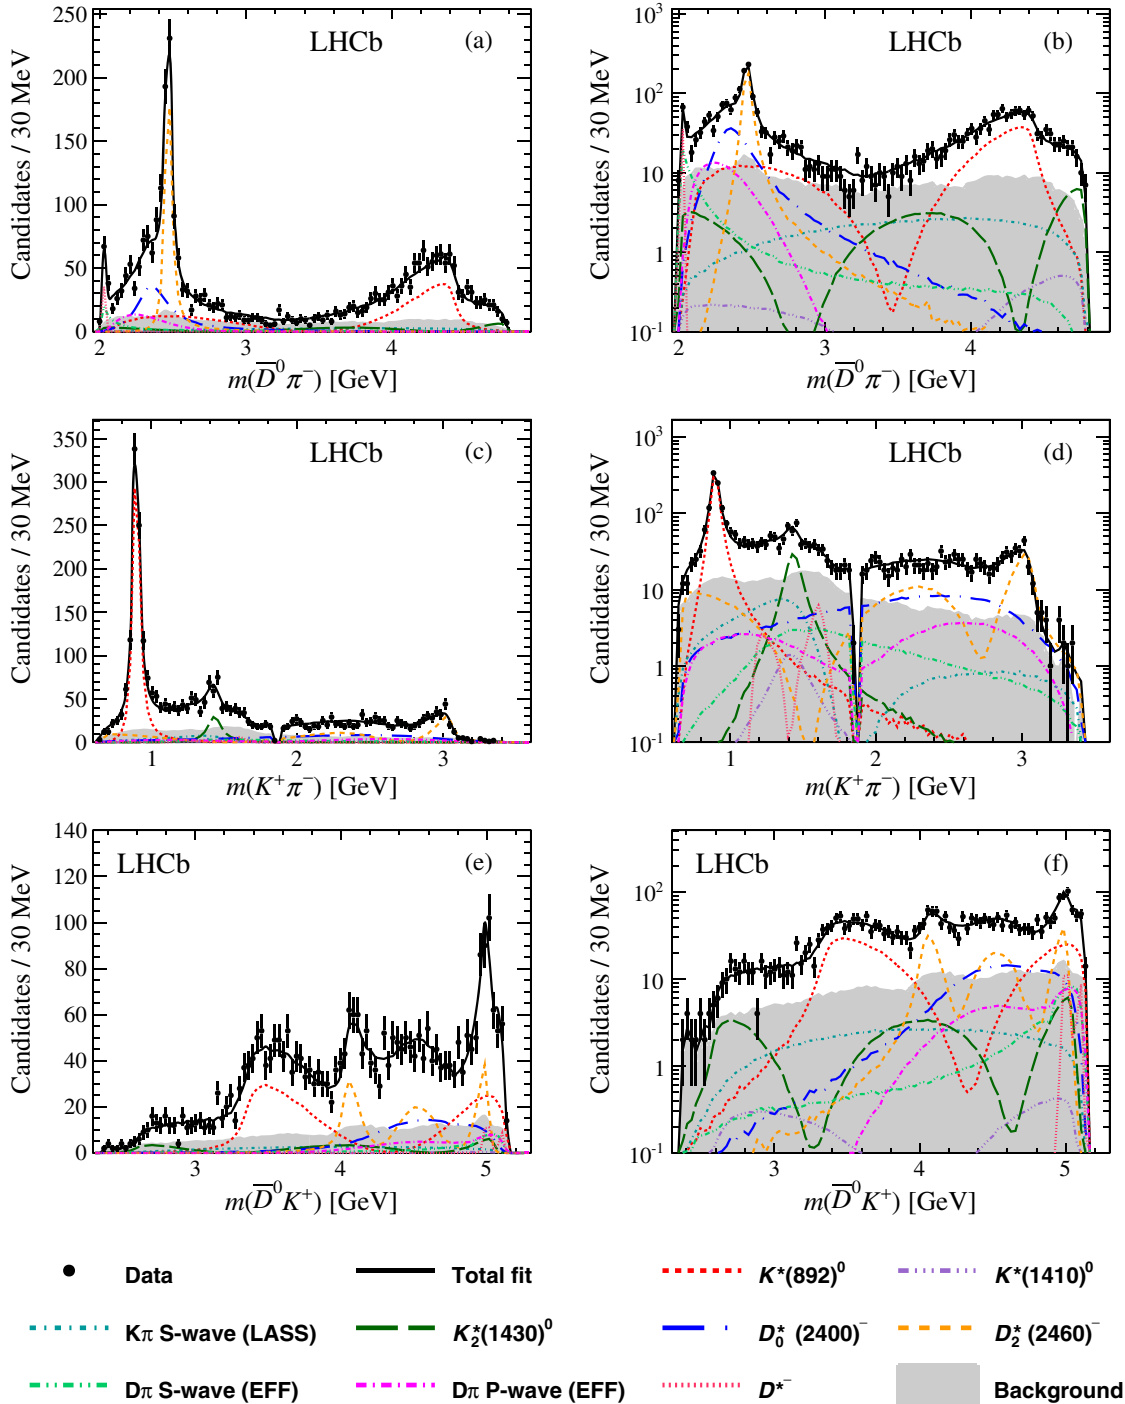 LHCb
(a)
Candidates / 30 MeV
250
200
150
100
50
0
2
3
4
m(D̅⁰π⁻) [GeV]
LHCb
(b)
Candidates / 30 MeV
10³
10²
10
1
10⁻¹
2
3
4
m(D̅⁰π⁻) [GeV]
LHCb
(c)
Candidates / 30 MeV
350
300
250
200
150
100
50
0
1
2
3
m(K⁺π⁻) [GeV]
LHCb
(d)
Candidates / 30 MeV
10³
10²
10
1
10⁻¹
1
2
3
m(K⁺π⁻) [GeV]
LHCb
(e)
Candidates / 30 MeV
140
120
100
80
60
40
20
0
3
4
5
m(D̅⁰K⁺) [GeV]
LHCb
(f)
Candidates / 30 MeV
10²
10
1
10⁻¹
3
4
5
m(D̅⁰K⁺) [GeV]
Data
Total fit
K*(892)⁰
K*(1410)⁰
Kπ S-wave (LASS)
K₂*(1430)⁰
D₀* (2400)⁻
D₂* (2460)⁻
Dπ S-wave (EFF)
Dπ P-wave (EFF)
D*⁻
Background